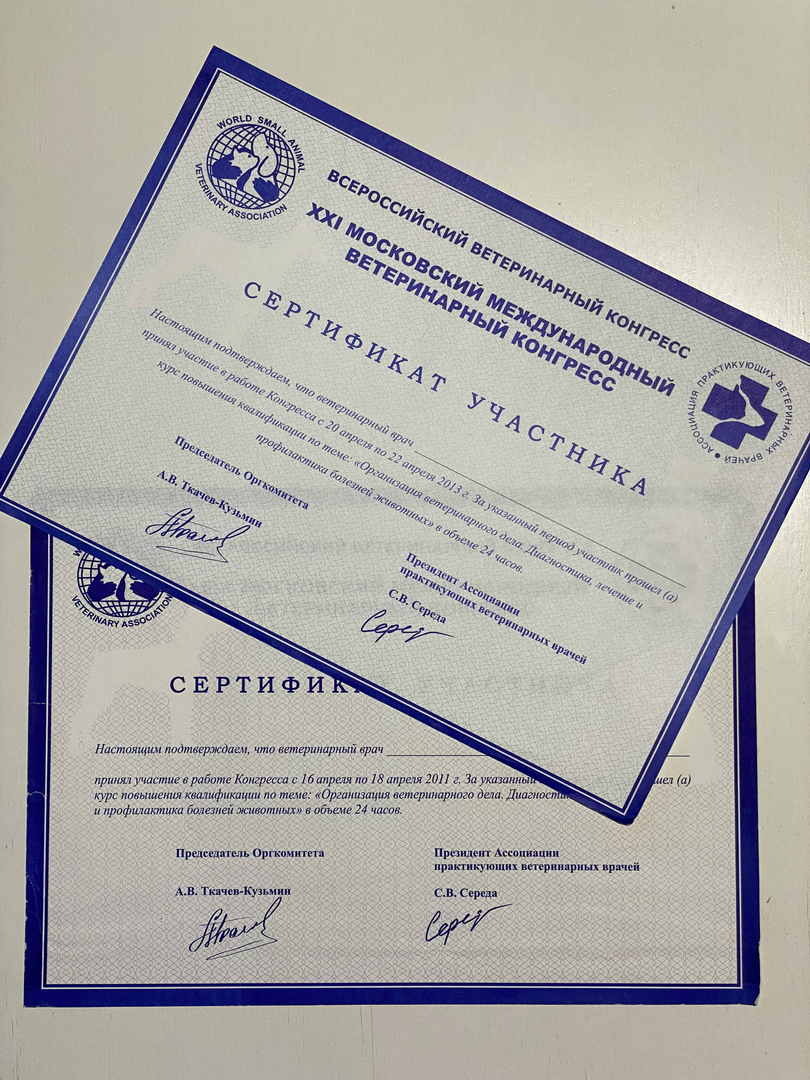 WORLD SMALL ANIMAL
VETERINARY ASSOCIATION
ВСЕРОССИЙСКИЙ ВЕТЕРИНАРНЫЙ КОНГРЕСС
XXI МОСКОВСКИЙ МЕЖДУНАРОДНЫЙ
ВЕТЕРИНАРНЫЙ КОНГРЕСС
АССОЦИАЦИЯ ПРАКТИКУЮЩИХ ВЕТЕРИНАРНЫХ ВРАЧЕЙ
СЕРТИФИКАТ УЧАСТНИКА
Настоящим подтверждаем, что ветеринарный врач
принял участие в работе Конгресса с 20 апреля по 22 апреля 2013 г. За указанный период участник прошел (а)
курс повышения квалификации по теме: «Организация ветеринарного дела. Диагностика, лечение и
профилактика болезней животных» в объеме 24 часов.
Председатель Оргкомитета
А.В. Ткачев-Кузьмин
Президент Ассоциации
практикующих ветеринарных врачей
С.В. Середа
VETERINARY ASSOCIATION
СЕРТИФИК
Настоящим подтверждаем, что ветеринарный врач
принял участие в работе Конгресса с 16 апреля по 18 апреля 2011 г. За указанный (а)
курс повышения квалификации по теме: «Организация ветеринарного дела.
и профилактика болезней животных» в объеме 24 часов.
Председатель Оргкомитета
А.В. Ткачев-Кузьмин
Президент Ассоциации
практикующих ветеринарных врачей
С.В. Середа